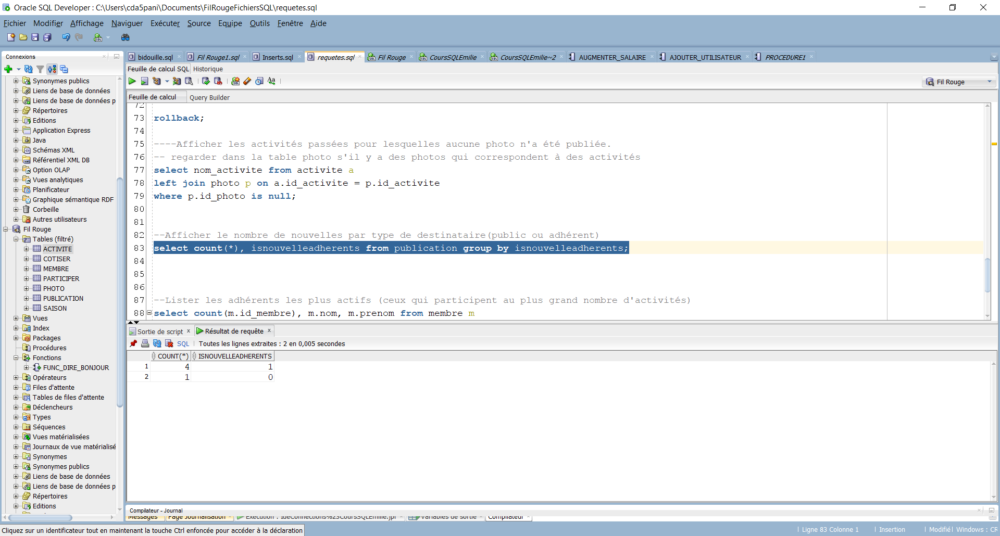 Oracle SQL Developer : C:\Users\cda5pani\Documents\FilRougeFichiersSQL\requetes.sql
Fichier Modifier Affichage Naviguer Exécuter Source Equipe Outils Fenêtre Aide
Connexions
Synonymes publics
Liens de base de données
Liens de base de données p
Répertoires
Editions
Application Express
Java
Schémas XML
Référentiel XML DB
Option OLAP
Vues analytiques
Planificateur
Graphique sémantique RDF
Corbeille
Autres utilisateurs
Fil Rouge
Tables (filtré)
ACTIVITE
COTISER
MEMBRE
PARTICIPER
PHOTO
PUBLICATION
SAISON
Vues
Index
Packages
Procédures
Fonctions
FUNC_DIRE_BONJOUR
Opérateurs
Files d'attente
Tables de files d'attente
Déclencheurs
Types
Séquences
Vues matérialisées
Journaux de vue matérialisé
Synonymes
Synonymes publics
Liens de base de données
Liens de base de données p
Répertoires
Editions
bidouille.sql Fil Rouge1.sql Inserts.sql requetes.sql Fil Rouge CoursSQLEmilie CoursSQLEmilie~2 AUGMENTER_SALAIRE AJOUTER_UTILISATEUR PROCEDURE1
Feuille de calcul SQL Historique
Fil Rouge
Feuille de calcul Query Builder
72
73 rollback;
74
75 ----Afficher les activités passées pour lesquelles aucune photo n'a été publiée.
76 -- regarder dans la table photo s'il y a des photos qui correspondent à des activités
77 select nom_activite from activite a
78 left join photo p on a.id_activite = p.id_activite
79 where p.id_photo is null;
80
81
82 --Afficher le nombre de nouvelles par type de destinataire(public ou adhérent)
83 select count(*), isnouvelleadherents from publication group by isnouvelleadherents;
84
85
86
87 --Lister les adhérents les plus actifs (ceux qui participent au plus grand nombre d'activités)
88 select count(m.id_membre), m.nom, m.prenom from membre m
Sortie de script x Résultat de requête x
SQL Toutes les lignes extraites : 2 en 0,005 secondes
COUNT(*) ISNOUVELLEADHERENTS
1 4 1
2 1 0
Compilateur - Journal
Messages Page Journalisation Exécution : IdeConnections%23CoursSQLEmilie.jpr Variables de sortie Compilateur
Cliquez sur un identificateur tout en maintenant la touche Ctrl enfoncée pour accéder à la déclaration
Ligne 83 Colonne 1 Insertion Modifié Windows : CR